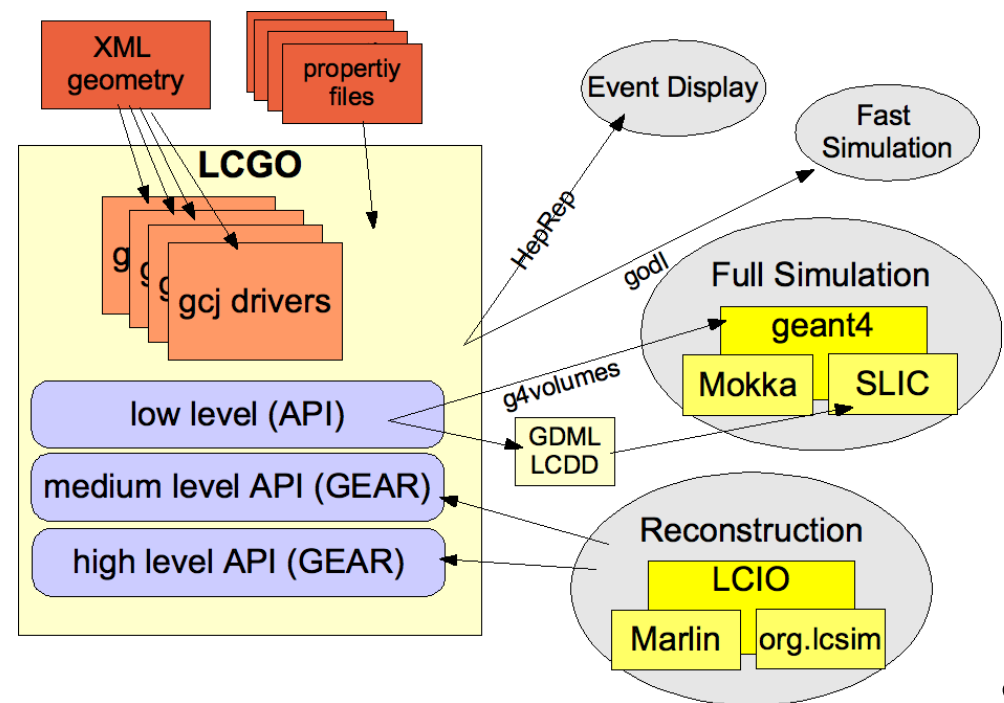 XML
geometry
propertiy
files
LCGO
g
g
g
gcj drivers
low level (API)
medium level API (GEAR)
high level API (GEAR)
HepRep
godl
g4volumes
GDML
LCDD
Event Display
Fast
Simulation
Full Simulation
geant4
Mokka
SLIC
Reconstruction
LCIO
Marlin
org.lcsim